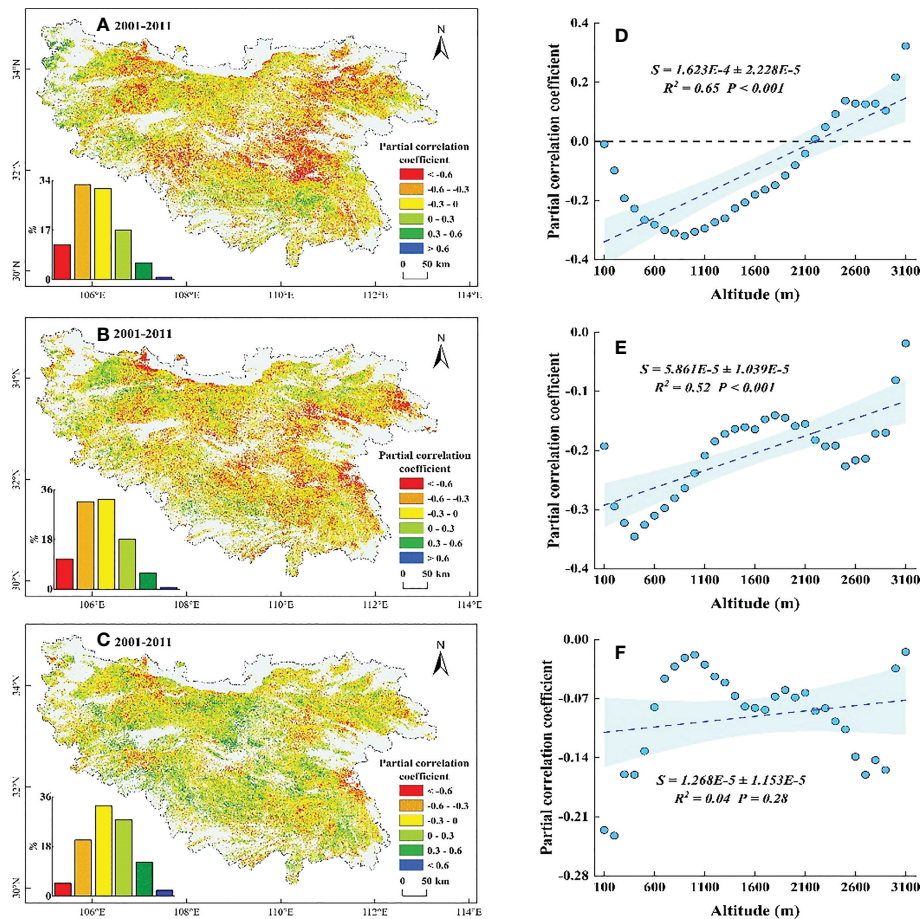 A 2001-2011
N
34°N
32°N
30°N
Partial correlation
coefficient
< -0.6
-0.6 - -0.3
-0.3 - 0
0 - 0.3
0.3 - 0.6
> 0.6
0 50 km
34
17
0
%
106°E 108°E 110°E 112°E 114°E
D
S = 1.623E-4 ± 2.228E-5
R² = 0.65 P < 0.001
Partial correlation coefficient
0.4
0.2
0.0
-0.2
-0.4
100 600 1100 1600 2100 2600 3100
Altitude (m)
B 2001-2011
N
34°N
32°N
30°N
Partial correlation
coefficient
< -0.6
-0.6 - -0.3
-0.3 - 0
0 - 0.3
0.3 - 0.6
> 0.6
0 50 km
36
18
0
%
106°E 108°E 110°E 112°E 114°E
E
S = 5.861E-5 ± 1.039E-5
R² = 0.52 P < 0.001
Partial correlation coefficient
0.0
-0.1
-0.2
-0.3
-0.4
100 600 1100 1600 2100 2600 3100
Altitude (m)
C 2001-2011
N
34°N
32°N
30°N
Partial correlation
coefficient
< -0.6
-0.6 - -0.3
-0.3 - 0
0 - 0.3
0.3 - 0.6
< 0.6
0 50 km
36
18
0
%
106°E 108°E 110°E 112°E 114°E
F
S = 1.268E-5 ± 1.153E-5
R² = 0.04 P = 0.28
Partial correlation coefficient
0.00
-0.07
-0.14
-0.21
-0.28
100 600 1100 1600 2100 2600 3100
Altitude (m)